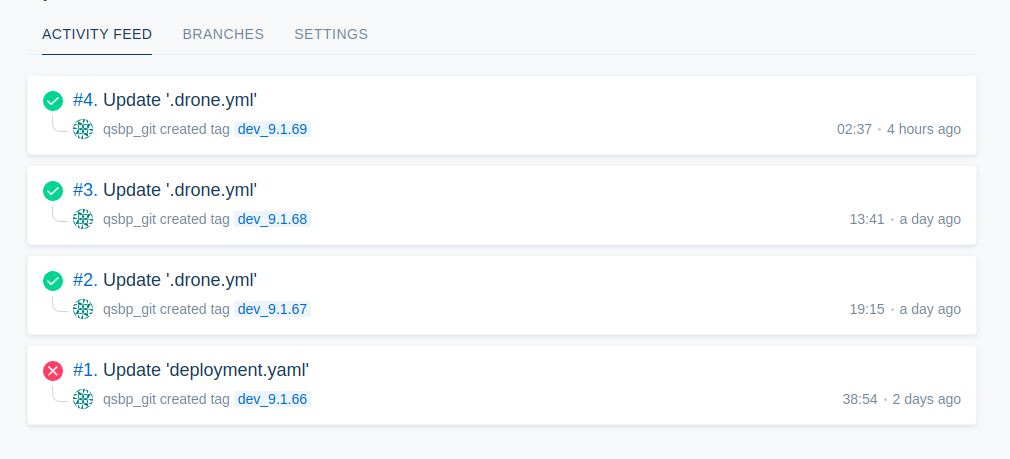 ACTIVITY FEED BRANCHES SETTINGS
#4. Update '.drone.yml'
qsbp_git created tag dev_9.1.69 02:37 • 4 hours ago
#3. Update '.drone.yml'
qsbp_git created tag dev_9.1.68 13:41 • a day ago
#2. Update '.drone.yml'
qsbp_git created tag dev_9.1.67 19:15 • a day ago
#1. Update 'deployment.yaml'
qsbp_git created tag dev_9.1.66 38:54 • 2 days ago